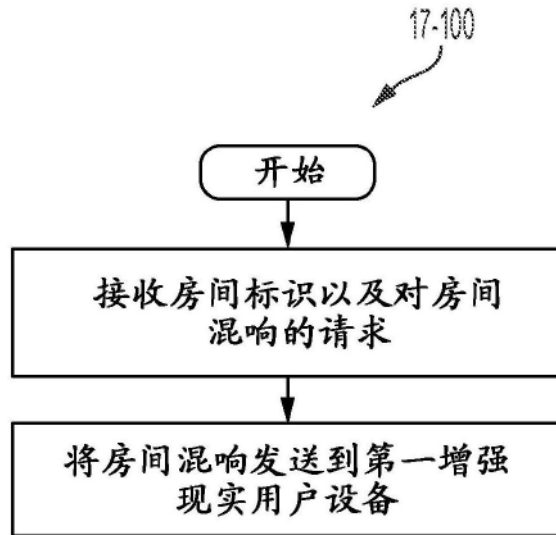 17-100
开始
接收房间标识以及对房间
混响的请求
将房间混响发送到第一增强
现实用户设备